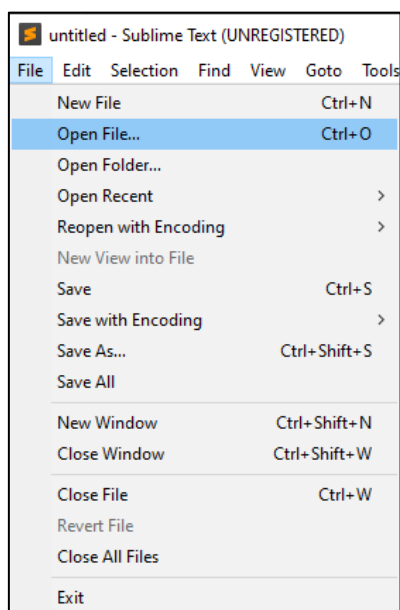 untitled - Sublime Text (UNREGISTERED)
File Edit Selection Find View Goto Tools
New File Ctrl+N
Open File... Ctrl+O
Open Folder...
Open Recent
Reopen with Encoding
New View into File
Save Ctrl+S
Save with Encoding
Save As... Ctrl+Shift+S
Save All
New Window Ctrl+Shift+N
Close Window Ctrl+Shift+W
Close File Ctrl+W
Revert File
Close All Files
Exit